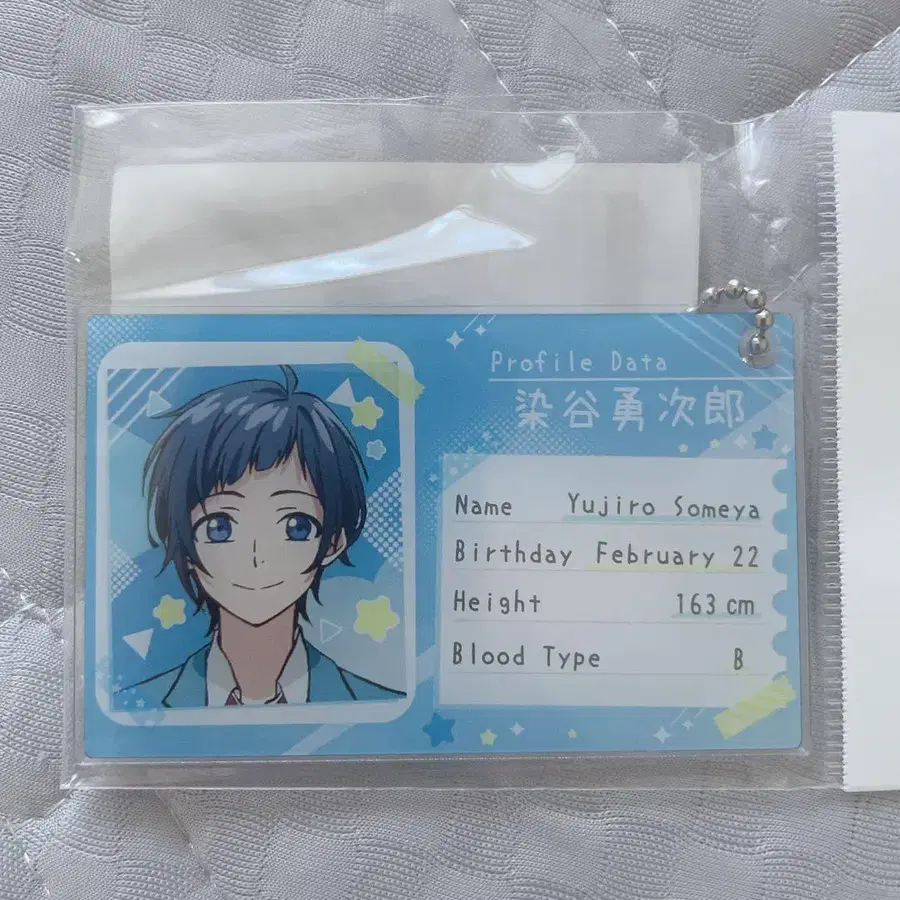 Profile Data
染谷勇次郎
Name Yujiro Someya
Birthday February 22
Height 163 cm
Blood Type B